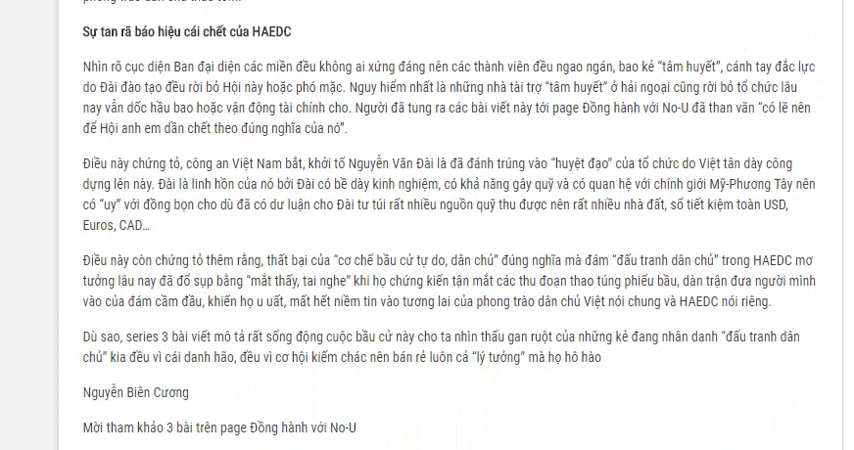 Sự tan rã báo hiệu cái chết của HAEDC
Nhìn rõ cục diện Ban đại diện các miền đều không ai xứng đáng nên các thành viên đều ngao ngán, bao kẻ “tâm huyết”, cánh tay đắc lực
do Đài đào tạo đều rời bỏ Hội này hoặc phó mặc. Nguy hiểm nhất là những nhà tài trợ “tâm huyết” ở hải ngoại cũng rời bỏ tổ chức lâu
nay vẫn dốc hầu bao hoặc vận động tài chính cho. Người đã tung ra các bài viết này tới page Đồng hành với No-U đã than vãn “có lẽ nên
để Hội anh em dần chết theo đúng nghĩa của nó”.
Điều này chứng tỏ, công an Việt Nam bắt, khởi tố Nguyễn Văn Đài là đã đánh trúng vào “huyệt đạo” của tổ chức do Việt tân dày công
dựng lên này. Đài là linh hồn của nó bởi Đài có bề dày kinh nghiệm, có khả năng gây quỹ và có quan hệ với chính giới Mỹ-Phương Tây nên
có “uy” với đồng bọn cho dù đã có dư luận cho Đài tư túi rất nhiều nguồn quỹ thu được nên rất nhiều nhà đất, sổ tiết kiệm toàn USD,
Euros, CAD…
Điều này còn chứng tỏ thêm rằng, thất bại của “cơ chế bầu cử tự do, dân chủ” đúng nghĩa mà đám “đấu tranh dân chủ” trong HAEDC mơ
tưởng lâu nay đã đổ sụp bằng “mắt thấy, tai nghe” khi họ chứng kiến tận mắt các thủ đoạn thao túng phiếu bầu, dàn trận đưa người mình
vào của đám cầm đầu, khiến họ u uất, mất hết niềm tin vào tương lai của phong trào dân chủ Việt nói chung và HAEDC nói riêng.
Dù sao, series 3 bài viết mô tả rất sống động cuộc bầu cử này cho ta nhìn thấu gan ruột của những kẻ đang nhân danh “đấu tranh dân
chủ” kia đều vì cái danh hão, đều vì cơ hội kiếm chác nên bán rẻ luôn cả “lý tưởng” mà họ hô hào
Nguyễn Biên Cương
Mời tham khảo 3 bài trên page Đồng hành với No-U